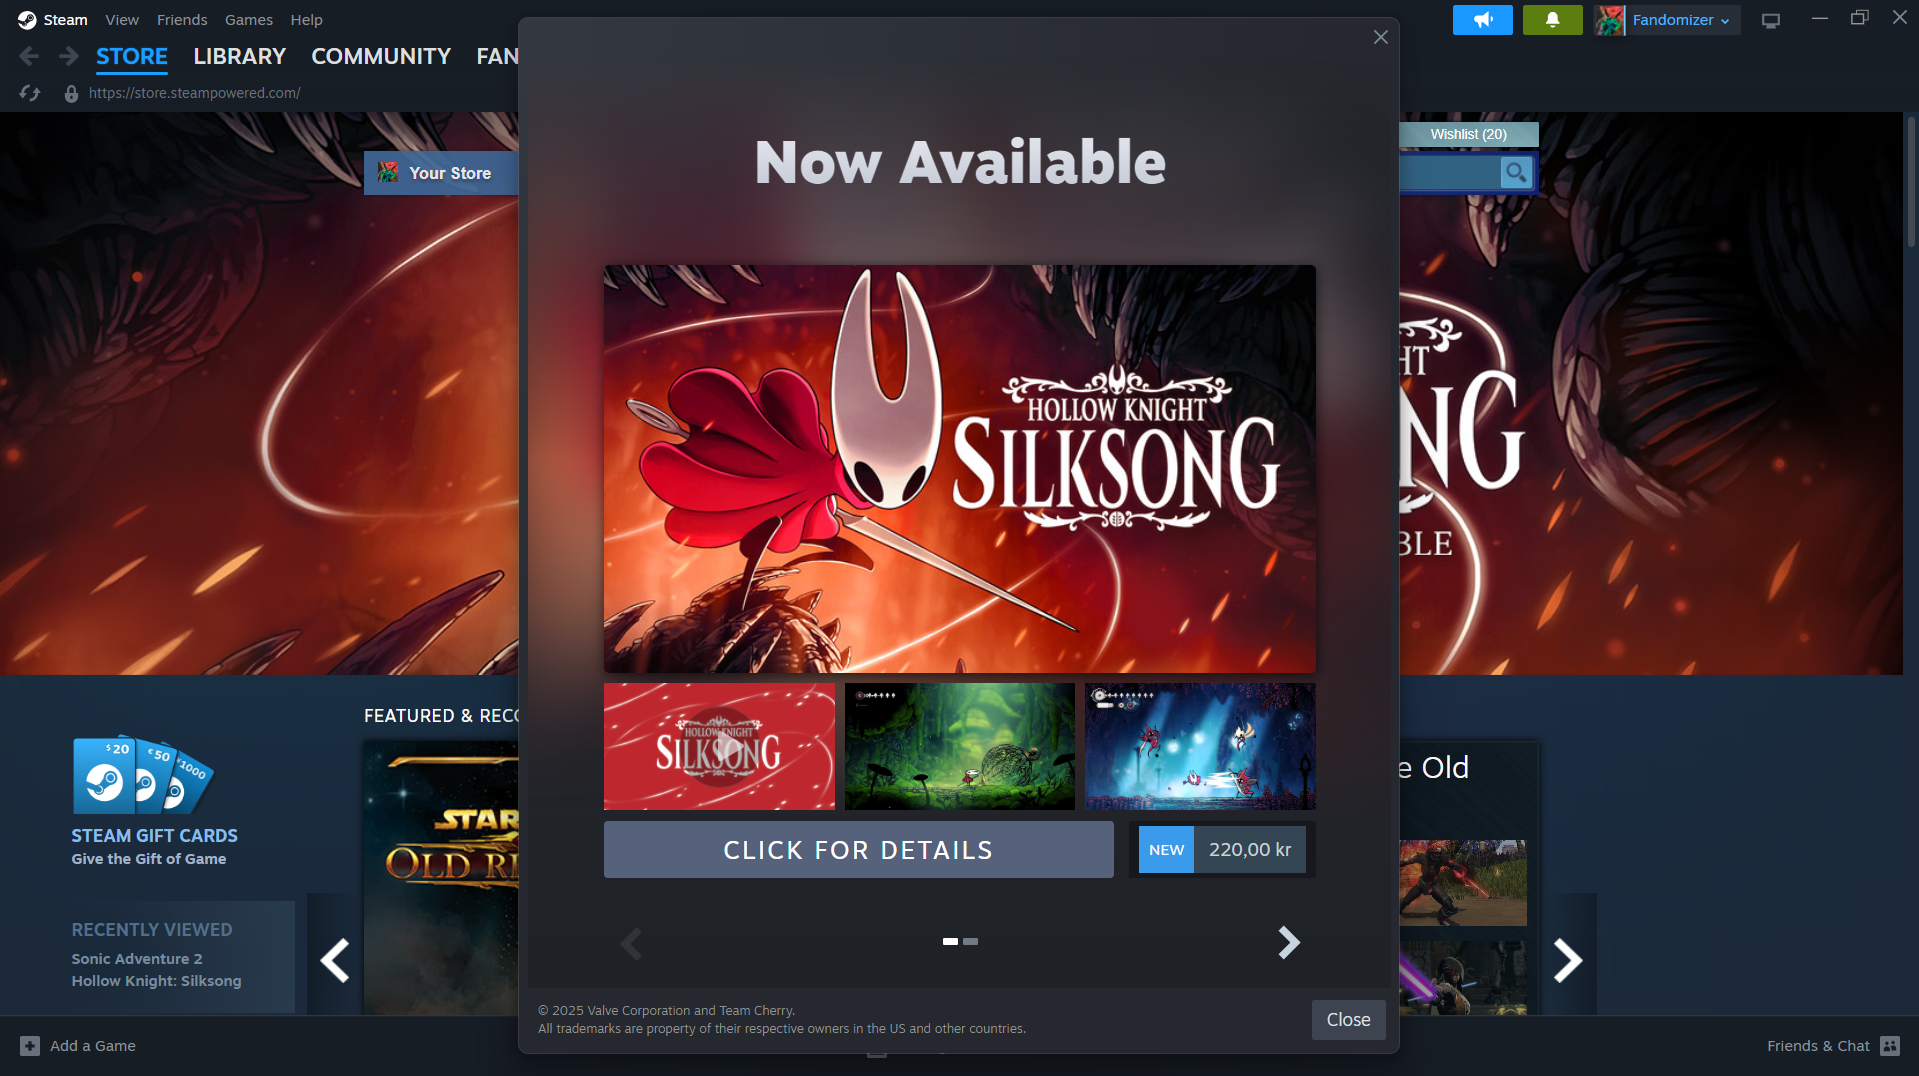 Steam View Friends Games Help
Fandomizer
STORE LIBRARY COMMUNITY FAN
https://store.steampowered.com/
Wishlist (20)
Your Store
Now Available
HOLLOW KNIGHT
SILKSONG
HT
NG
BLE
FEATURED & RECO
HOLLOW KNIGHT
SILKSONG
$20
€50
¥1000
STEAM GIFT CARDS
Give the Gift of Game
STAR
OLD RE
e Old
CLICK FOR DETAILS
NEW 220,00 kr
RECENTLY VIEWED
Sonic Adventure 2
Hollow Knight: Silksong
© 2025 Valve Corporation and Team Cherry.
All trademarks are property of their respective owners in the US and other countries.
Close
Add a Game
Friends & Chat